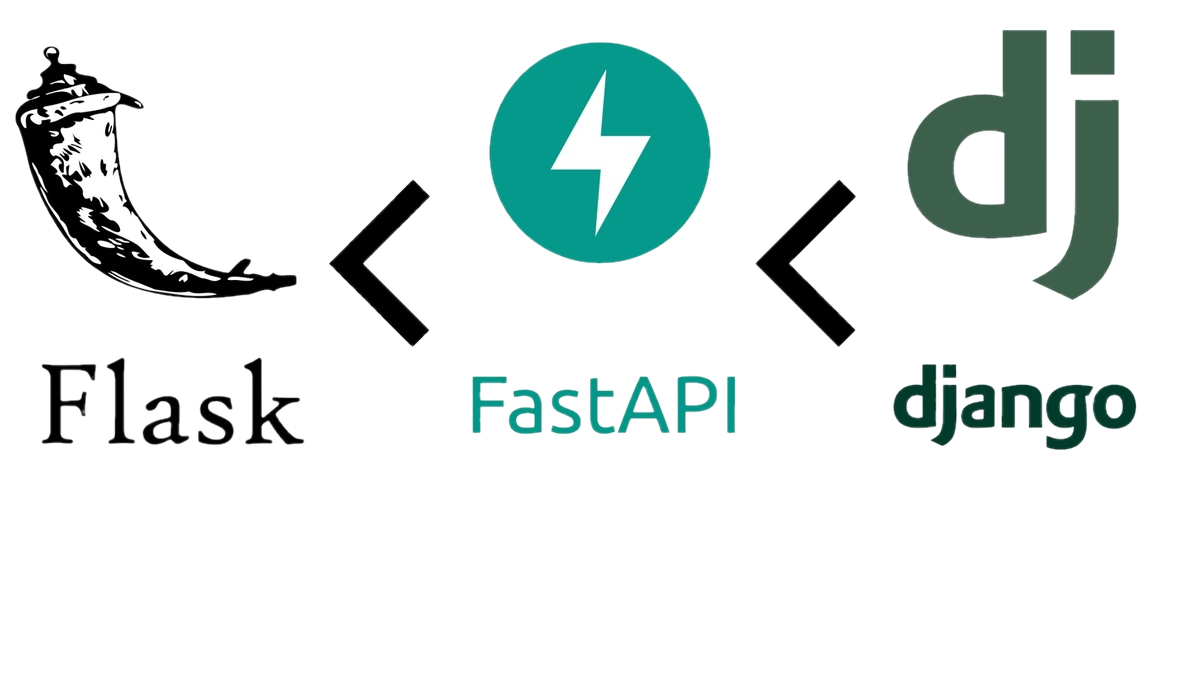 dj
Flask < FastAPI < django